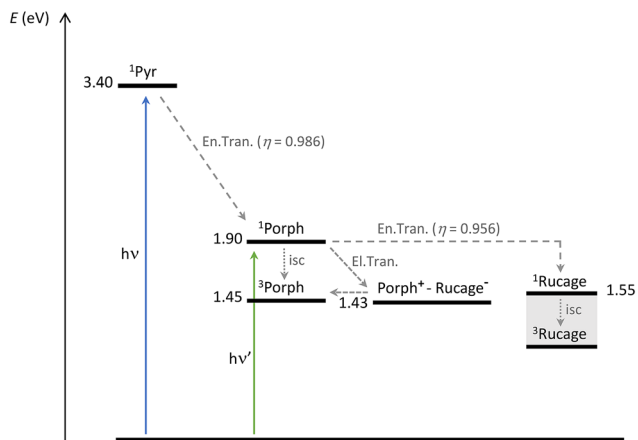 E (eV)
¹Pyr
3.40
En.Tran. (η = 0.986)
¹Porph
En.Tran. (η = 0.956)
1.90
isc
El.Tran.
hν
³Porph
Porph⁺ - Rucage⁻
¹Rucage
1.45
1.43
1.55
isc
³Rucage
hν’